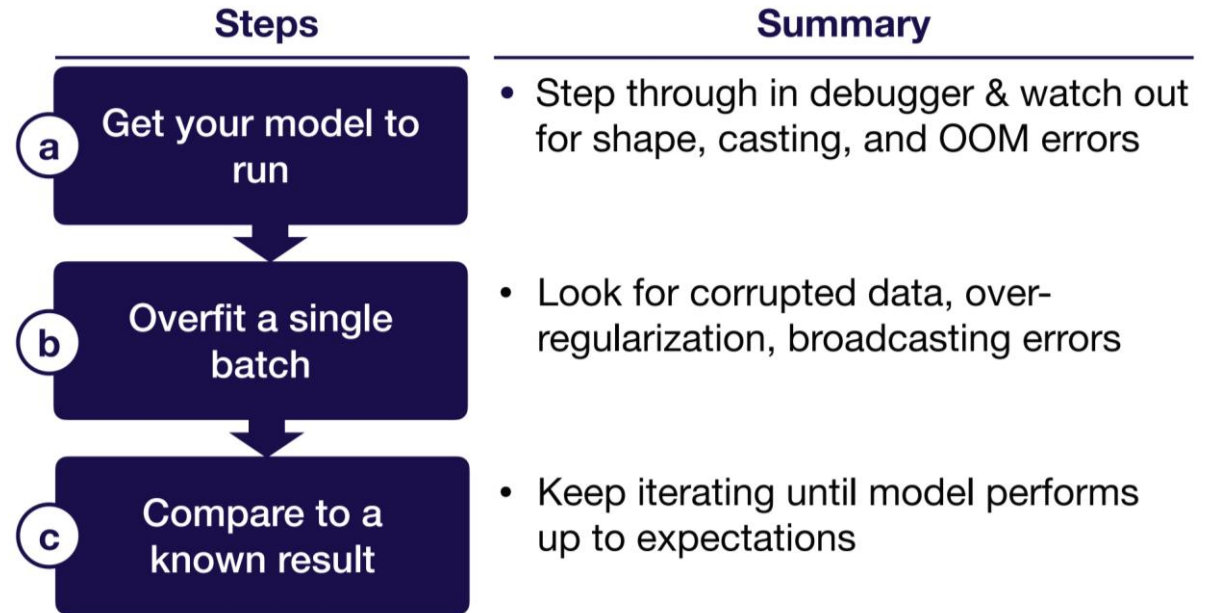 Steps
Summary
a
Get your model to
run
• Step through in debugger & watch out
for shape, casting, and OOM errors
b
Overfit a single
batch
• Look for corrupted data, over-
regularization, broadcasting errors
c
Compare to a
known result
• Keep iterating until model performs
up to expectations